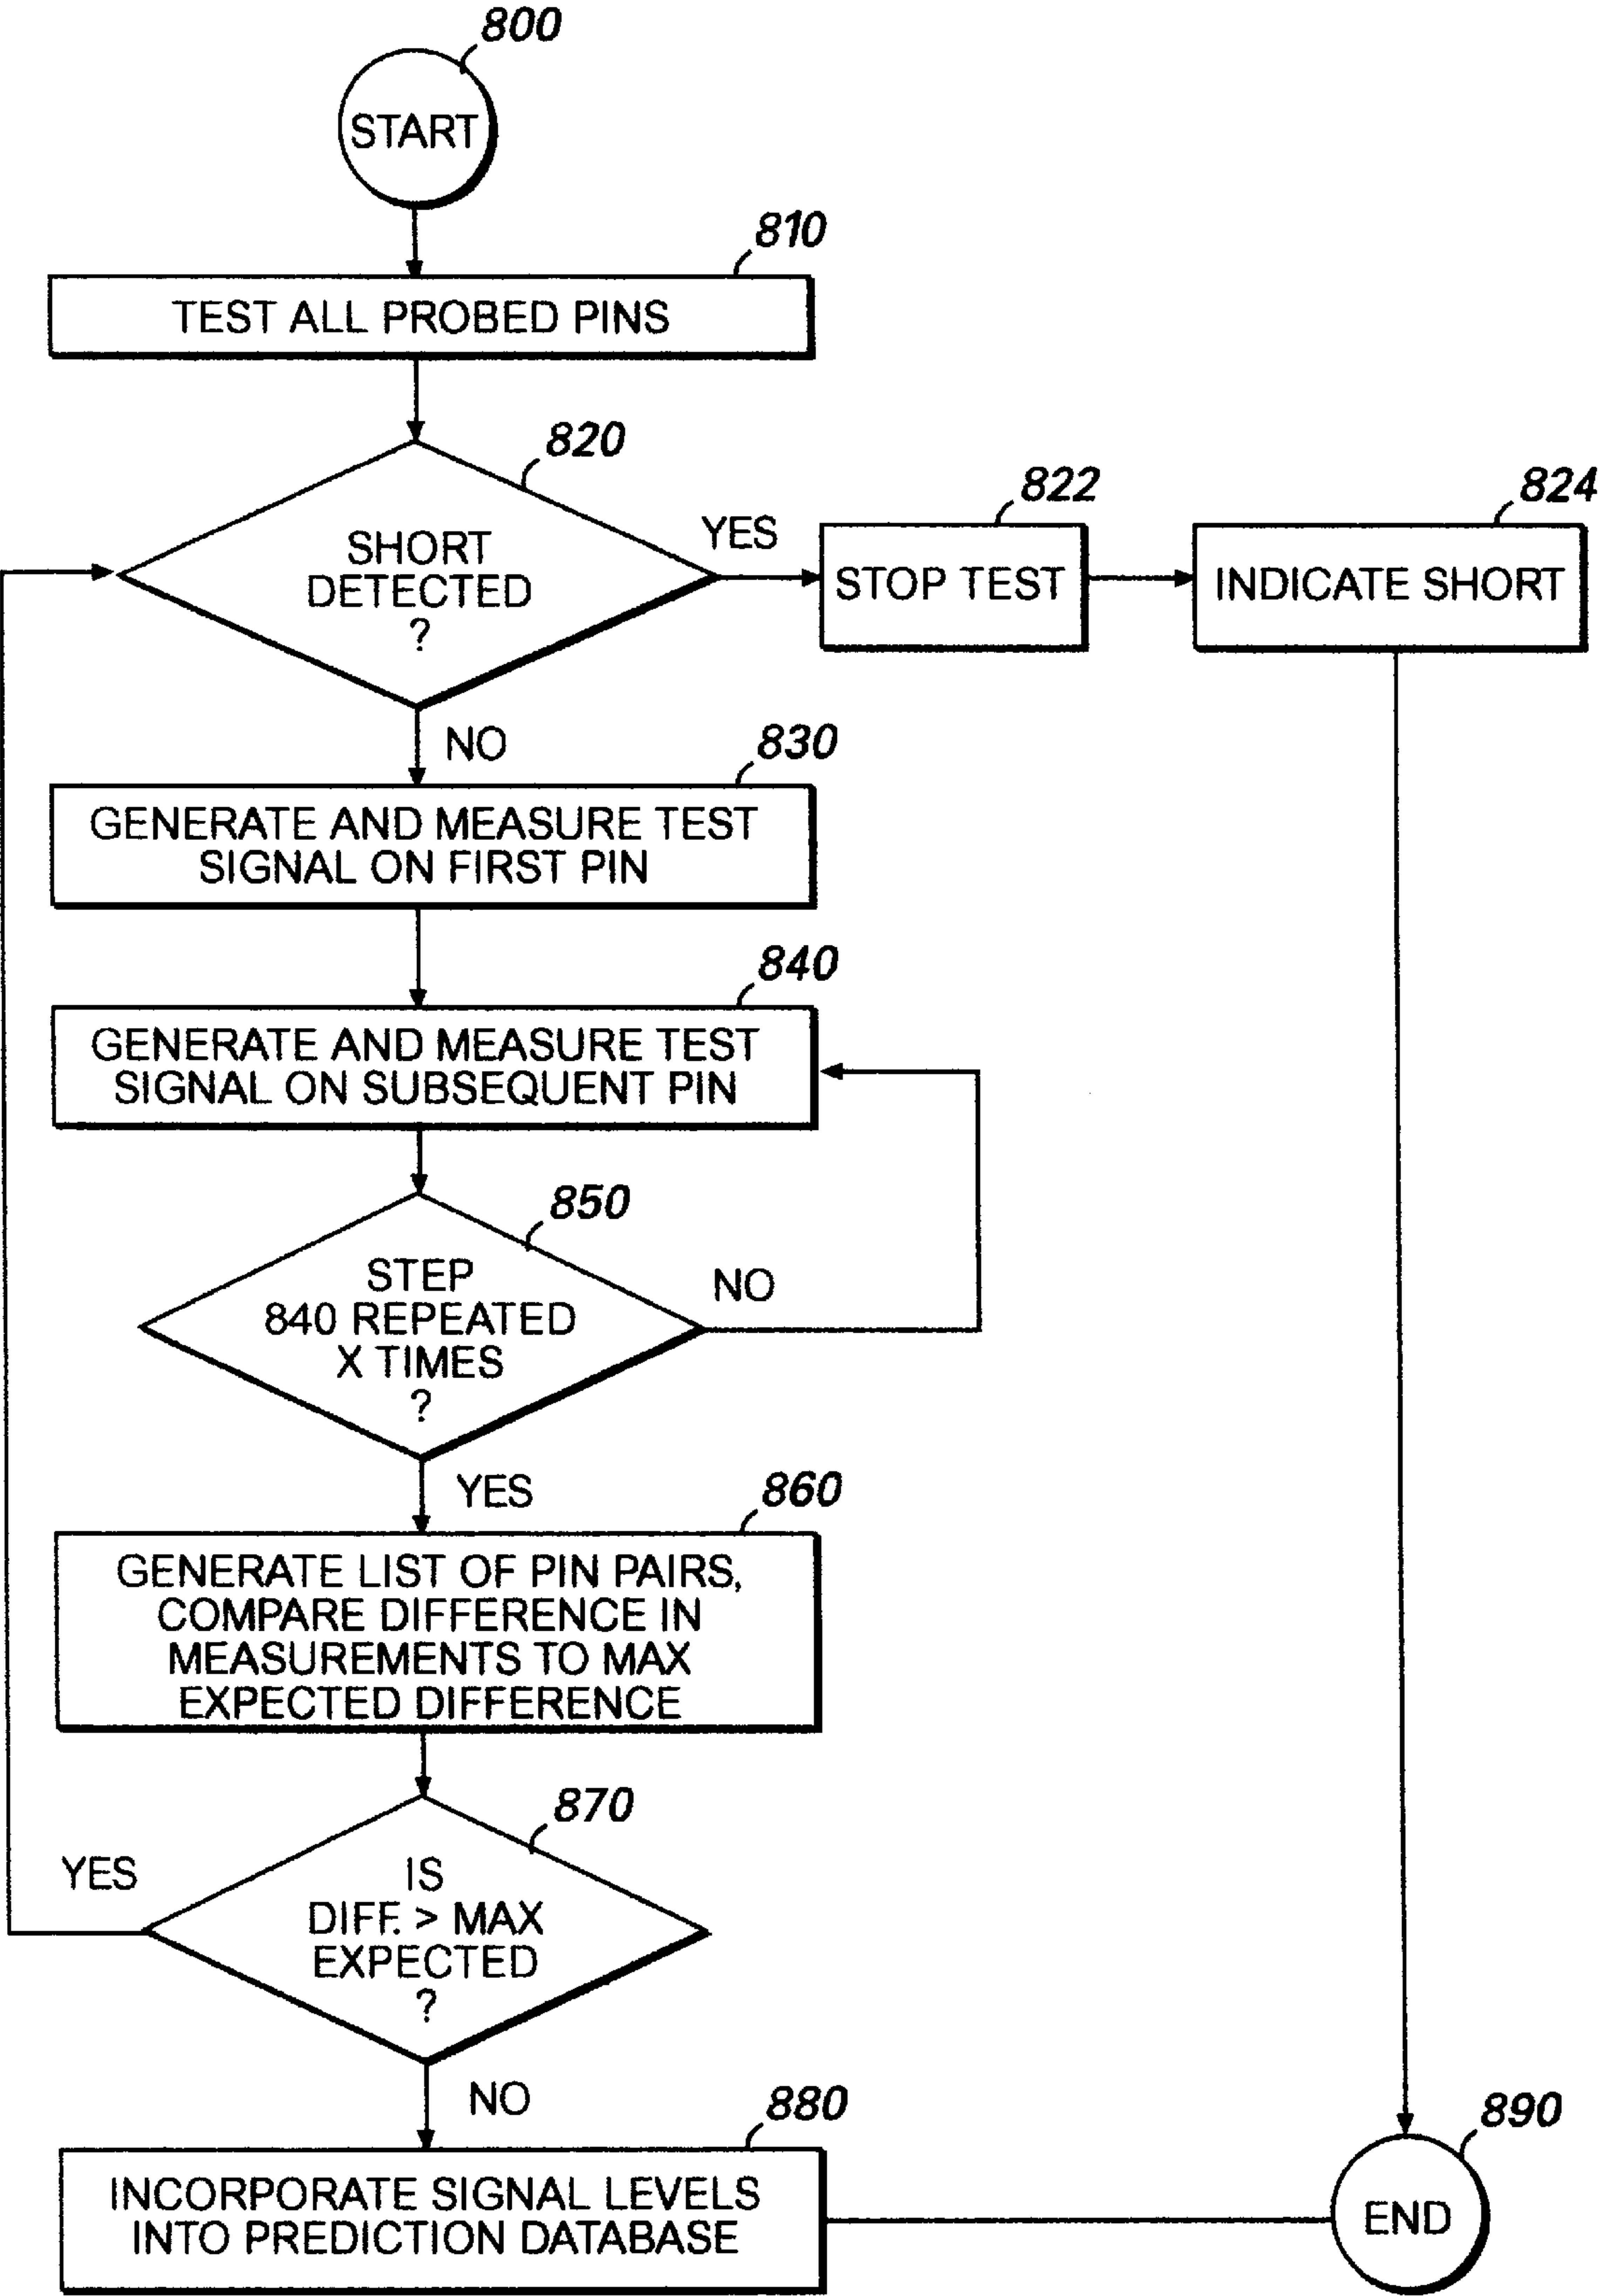 800
START
810
TEST ALL PROBED PINS
820
SHORT
DETECTED
?
YES
822
STOP TEST
824
INDICATE SHORT
NO
830
GENERATE AND MEASURE TEST
SIGNAL ON FIRST PIN
840
GENERATE AND MEASURE TEST
SIGNAL ON SUBSEQUENT PIN
850
STEP
840 REPEATED
X TIMES
?
NO
YES
860
GENERATE LIST OF PIN PAIRS,
COMPARE DIFFERENCE IN
MEASUREMENTS TO MAX
EXPECTED DIFFERENCE
870
YES
IS
DIFF. > MAX
EXPECTED
?
NO
880
INCORPORATE SIGNAL LEVELS
INTO PREDICTION DATABASE
890
END